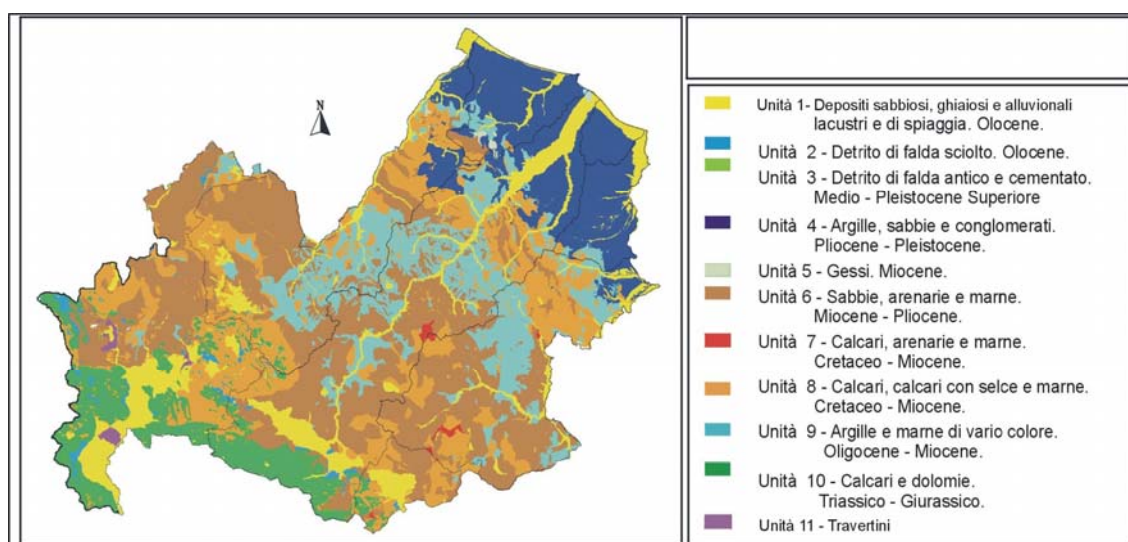 N
Unità 1- Depositi sabbiosi, ghiaiosi e alluvionali
lacustri e di spiaggia. Olocene.
Unità 2 - Detrito di falda sciolto. Olocene.
Unità 3 - Detrito di falda antico e cementato.
Medio - Pleistocene Superiore
Unità 4 - Argille, sabbie e conglomerati.
Pliocene - Pleistocene.
Unità 5 - Gessi. Miocene.
Unità 6 - Sabbie, arenarie e marne.
Miocene - Pliocene.
Unità 7 - Calcari, arenarie e marne.
Cretaceo - Miocene.
Unità 8 - Calcari, calcari con selce e marne.
Cretaceo - Miocene.
Unità 9 - Argille e marne di vario colore.
Oligocene - Miocene.
Unità 10 - Calcari e dolomie.
Triassico - Giurassico.
Unità 11 - Travertini